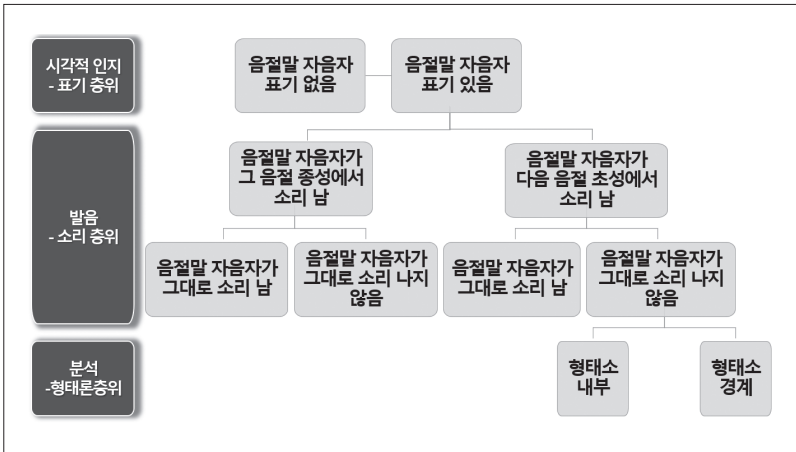 시각적 인지
- 표기 층위
음절말 자음자
표기 없음
음절말 자음자
표기 있음
발음
- 소리 층위
음절말 자음자가
그 음절 종성에서
소리 남
음절말 자음자가
다음 음절 초성에서
소리 남
음절말 자음자가
그대로 소리 남
음절말 자음자가
그대로 소리 나지
않음
음절말 자음자가
그대로 소리 남
음절말 자음자가
그대로 소리 나지
않음
분석
-형태론층위
형태소
내부
형태소
경계